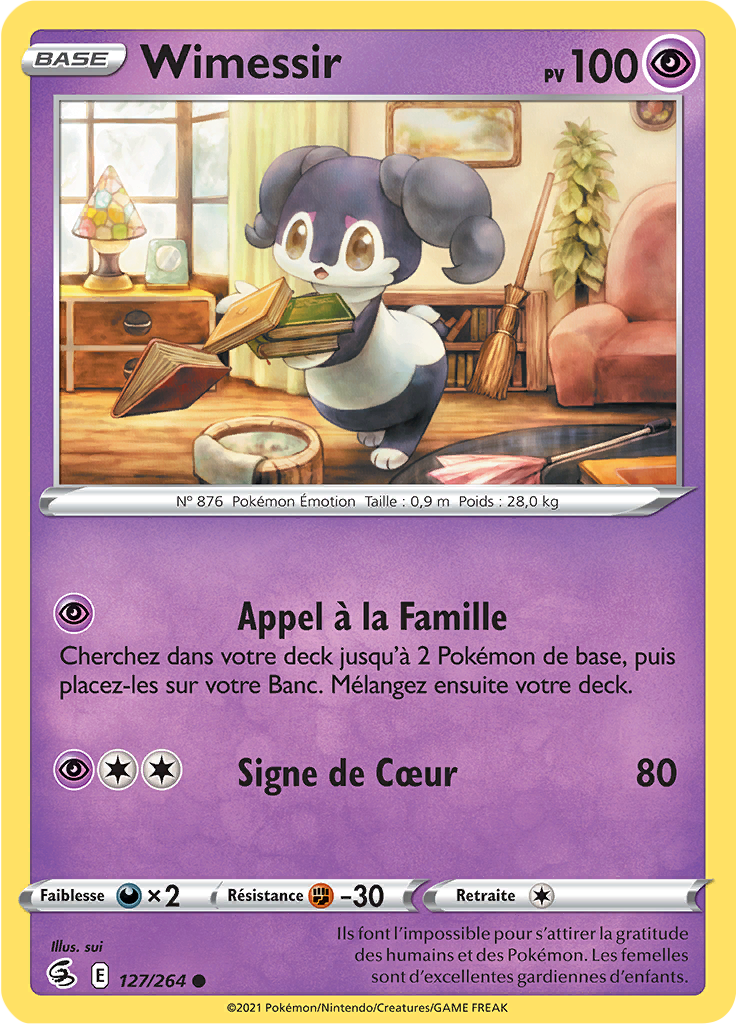 BASE Wimessir PV 100
Nº 876 Pokémon Émotion Taille : 0,9 m Poids : 28,0 kg
Appel à la Famille
Cherchez dans votre deck jusqu'à 2 Pokémon de base, puis
placez-les sur votre Banc. Mélangez ensuite votre deck.
Signe de Cœur 80
Faiblesse ×2 Résistance -30 Retraite
Illus. sui
E 127/264
Ils font l'impossible pour s'attirer la gratitude
des humains et des Pokémon. Les femelles
sont d'excellentes gardiennes d'enfants.
©2021 Pokémon/Nintendo/Creatures/GAME FREAK